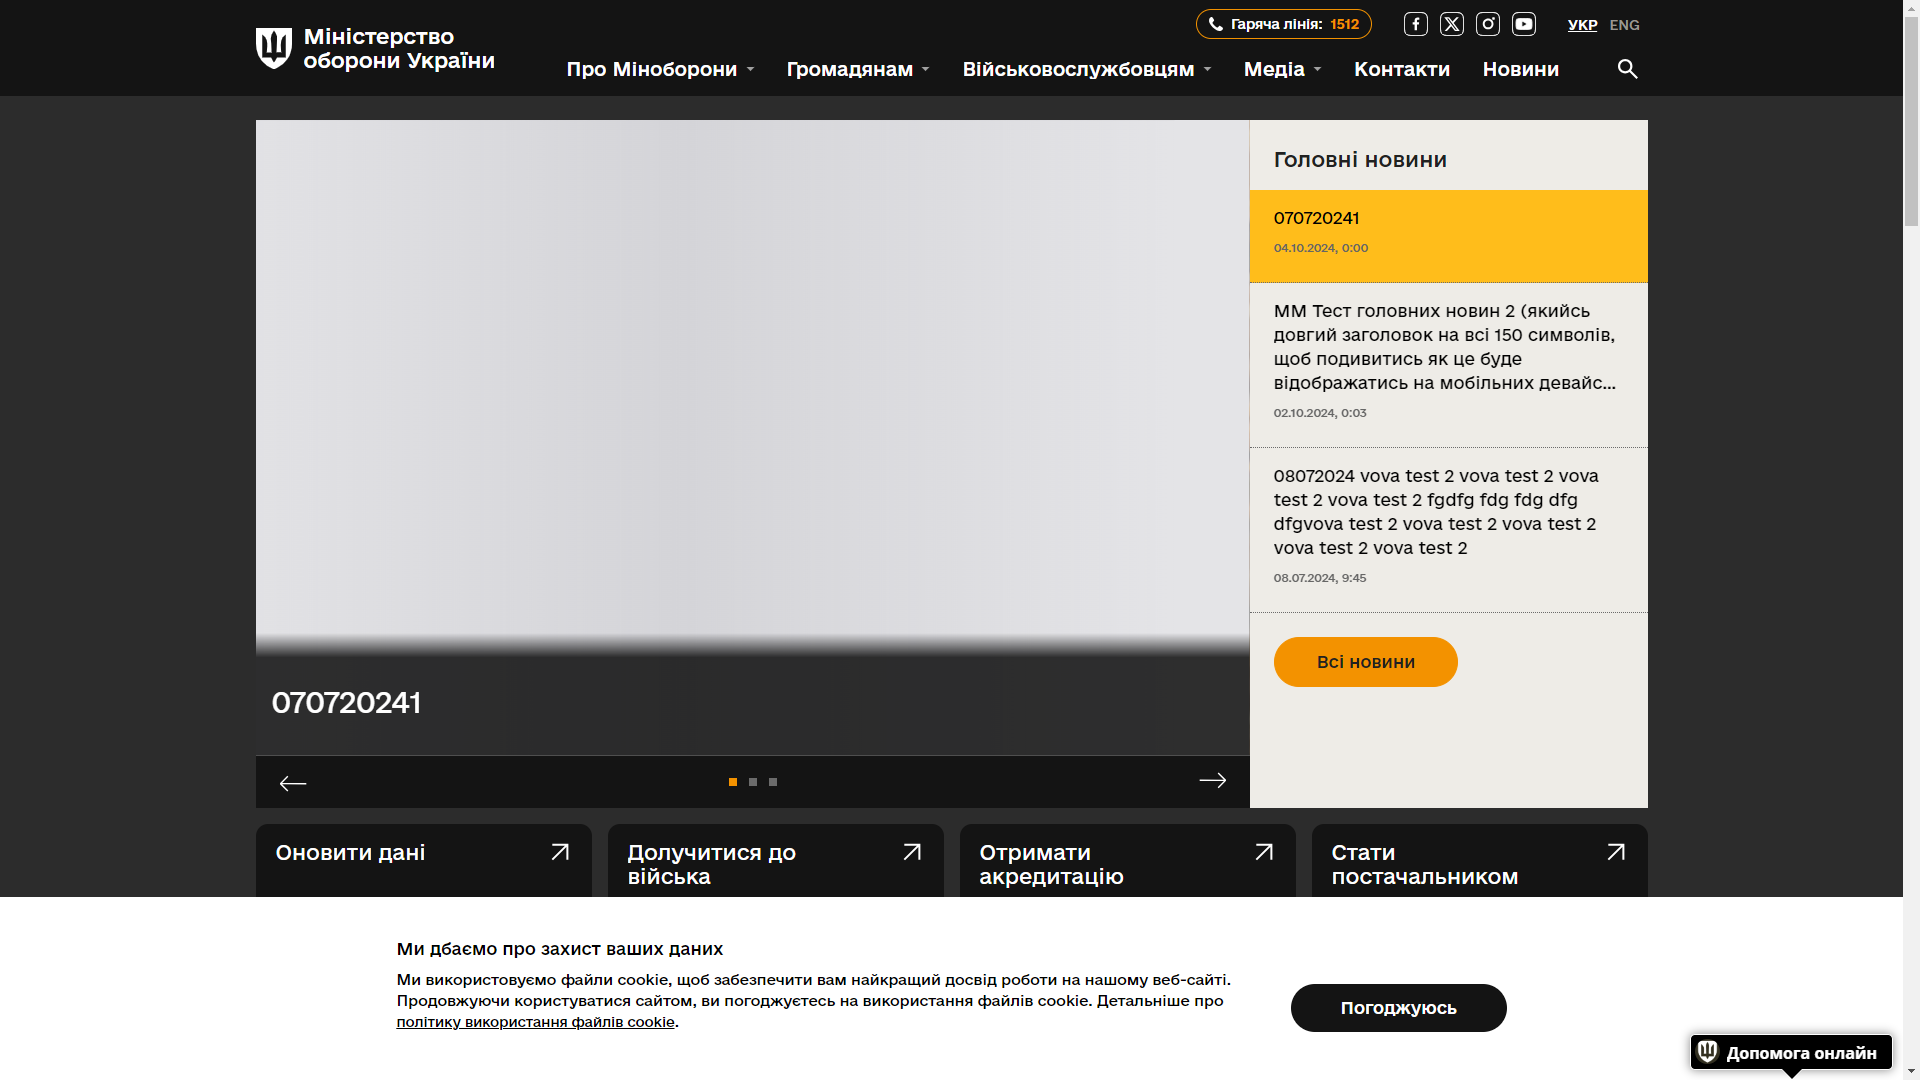 Міністерство
оборони України
Гаряча лінія: 1512
УКР ENG
Про Міноборони
Громадянам
Військовослужбовцям
Медіа
Контакти
Новини
Головні новини
070720241
04.10.2024, 0:00
ММ Тест головних новин 2 (якийсь
довгий заголовок на всі 150 символів,
щоб подивитись як це буде
відображатись на мобільних девайс...
02.10.2024, 0:03
08072024 vova test 2 vova test 2 vova
test 2 vova test 2 fgdfg fdg fdg dfg
dfgvova test 2 vova test 2 vova test 2
vova test 2 vova test 2
08.07.2024, 9:45
Всі новини
070720241
Оновити дані
Долучитися до
війська
Отримати
акредитацію
Стати
постачальником
Ми дбаємо про захист ваших даних
Ми використовуємо файли cookie, щоб забезпечити вам найкращий досвід роботи на нашому веб-сайті.
Продовжуючи користуватися сайтом, ви погоджуєтесь на використання файлів cookie. Детальніше про
політику використання файлів cookie.
Погоджуюсь
Допомога онлайн